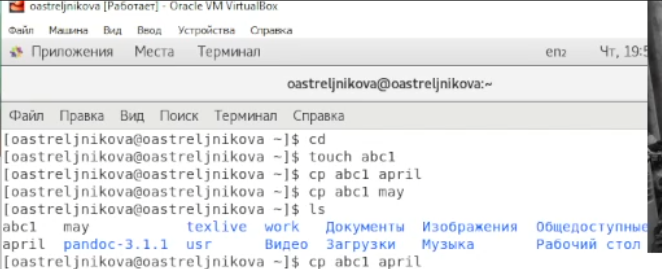 oastreljnikova [Работает] - Oracle VM VirtualBox
Файл Машина Вид Ввод Устройства Справка
Приложения Места Терминал en₂ Чт, 19:5
oastreljnikova@oastreljnikova:~
Файл Правка Вид Поиск Терминал Справка
[oastreljnikova@oastreljnikova ~]$ cd
[oastreljnikova@oastreljnikova ~]$ touch abc1
[oastreljnikova@oastreljnikova ~]$ cp abc1 april
[oastreljnikova@oastreljnikova ~]$ cp abc1 may
[oastreljnikova@oastreljnikova ~]$ ls
abc1 may texlive work Документы Изображения Общедоступные
april pandoc-3.1.1 usr Видео Загрузки Музыка Рабочий стол
[oastreljnikova@oastreljnikova ~]$ cp abc1 april